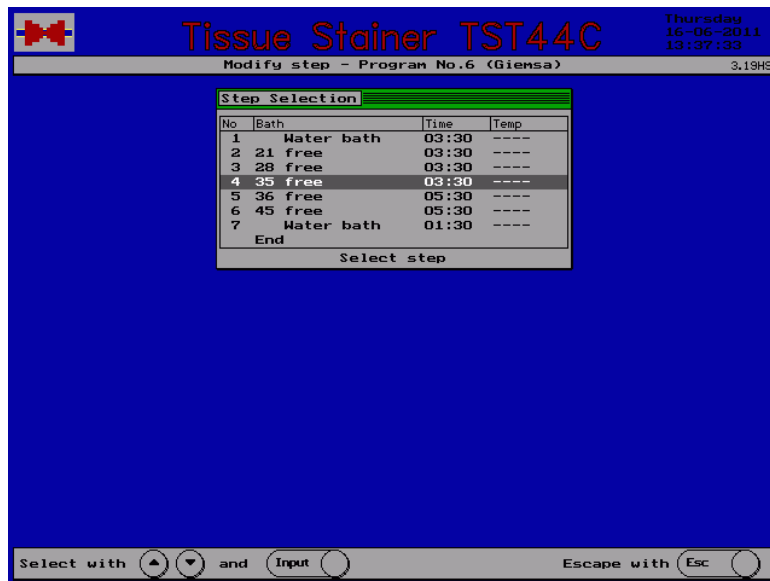 Tissue Stainer TST44C
Thursday
16-06-2011
13:37:33
Modify step - Program No.6 (Giemsa)
3.19HS
Step Selection
No Bath Time Temp
1 Water bath 03:30 ----
2 21 free 03:30 ----
3 28 free 03:30 ----
4 35 free 03:30 ----
5 36 free 05:30 ----
6 45 free 05:30 ----
7 Water bath 01:30 ----
End
Select step
Select with and Input Escape with Esc